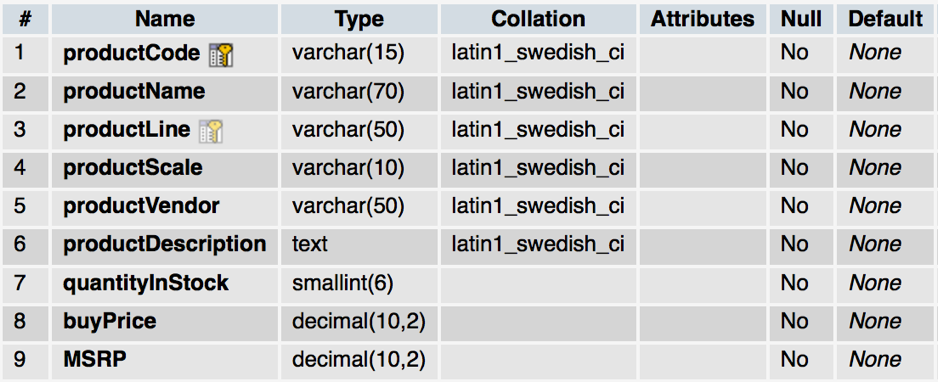 # Name Type Collation Attributes Null Default
1 productCode varchar(15) latin1_swedish_ci No None
2 productName varchar(70) latin1_swedish_ci No None
3 productLine varchar(50) latin1_swedish_ci No None
4 productScale varchar(10) latin1_swedish_ci No None
5 productVendor varchar(50) latin1_swedish_ci No None
6 productDescription text latin1_swedish_ci No None
7 quantityInStock smallint(6) No None
8 buyPrice decimal(10,2) No None
9 MSRP decimal(10,2) No None